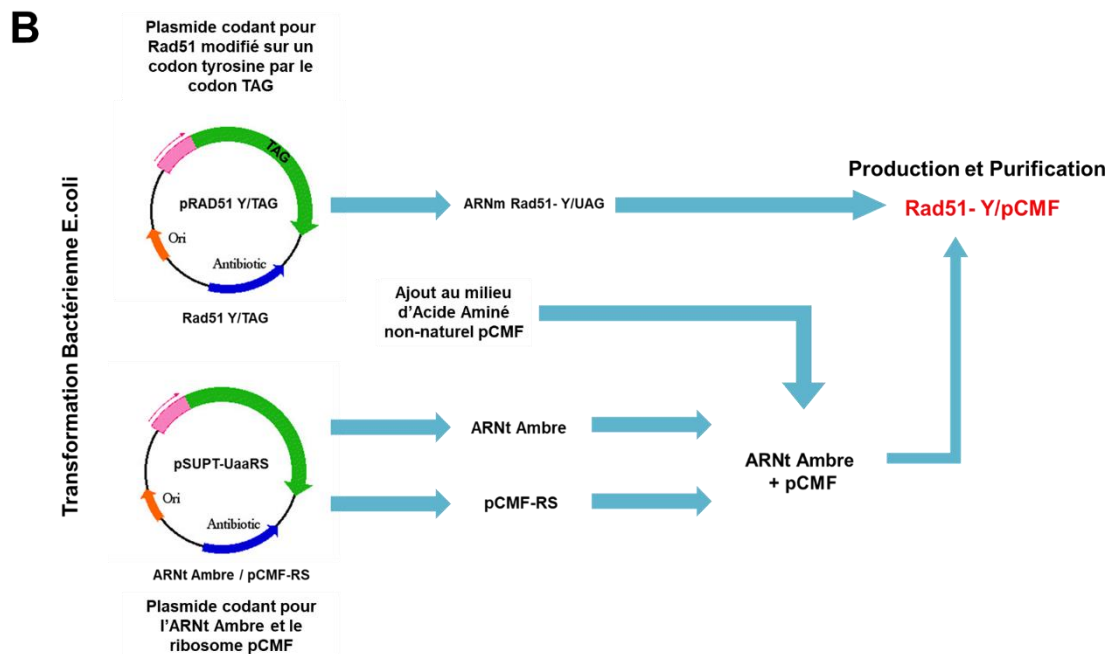 B
Transformation Bactérienne E.coli
Plasmide codant pour
Rad51 modifié sur un
codon tyrosine par le
codon TAG
TAG
pRAD51 Y/TAG
Ori
Antibiotic
Rad51 Y/TAG
ARNm Rad51- Y/UAG
Production et Purification
Rad51- Y/pCMF
Ajout au milieu
d'Acide Aminé
non-naturel pCMF
pSUPT-UaaRS
Ori
Antibiotic
ARNt Ambre / pCMF-RS
ARNt Ambre
pCMF-RS
ARNt Ambre
+ pCMF
Plasmide codant pour
l'ARNt Ambre et le
ribosome pCMF